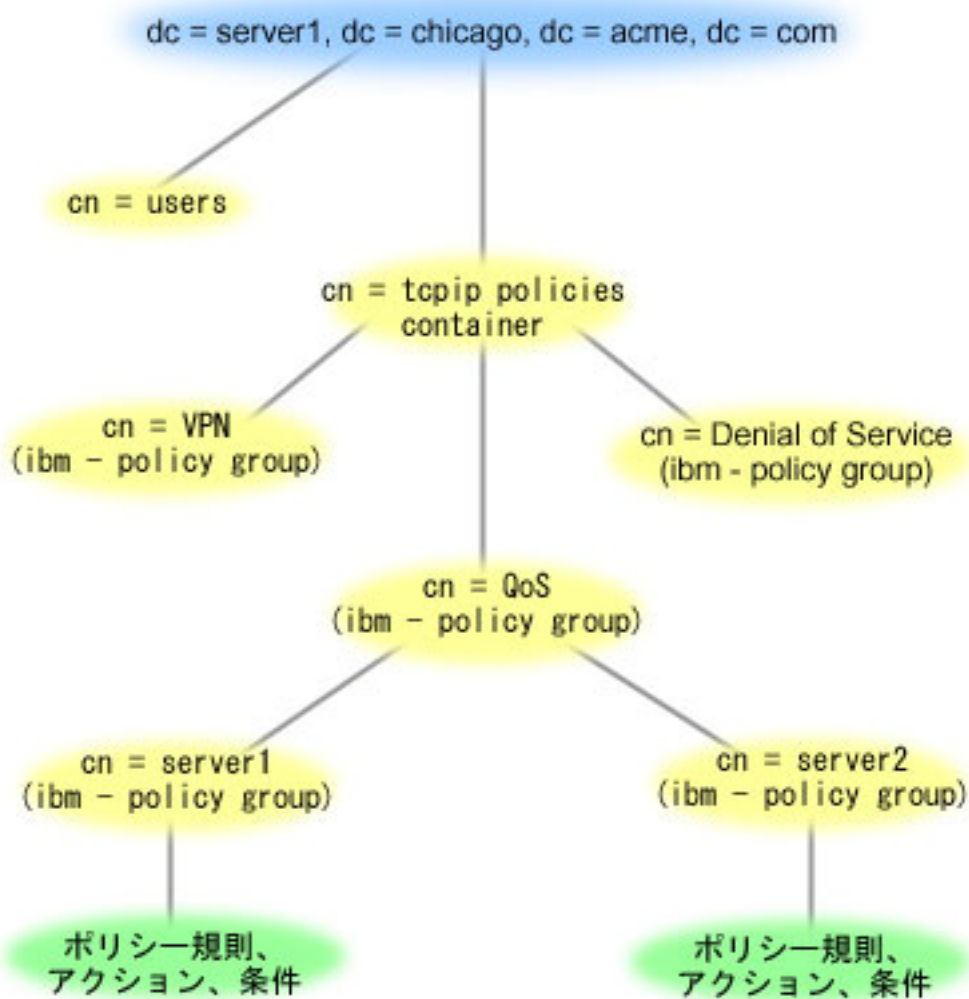 dc = server1, dc = chicago, dc = acme, dc = com
cn = users
cn = tcpip policies
container
cn = VPN
(ibm - policy group)
cn = Denial of Service
(ibm - policy group)
cn = QoS
(ibm - policy group)
cn = server1
(ibm - policy group)
cn = server2
(ibm - policy group)
ポリシー規則、
アクション、条件
ポリシー規則、
アクション、条件